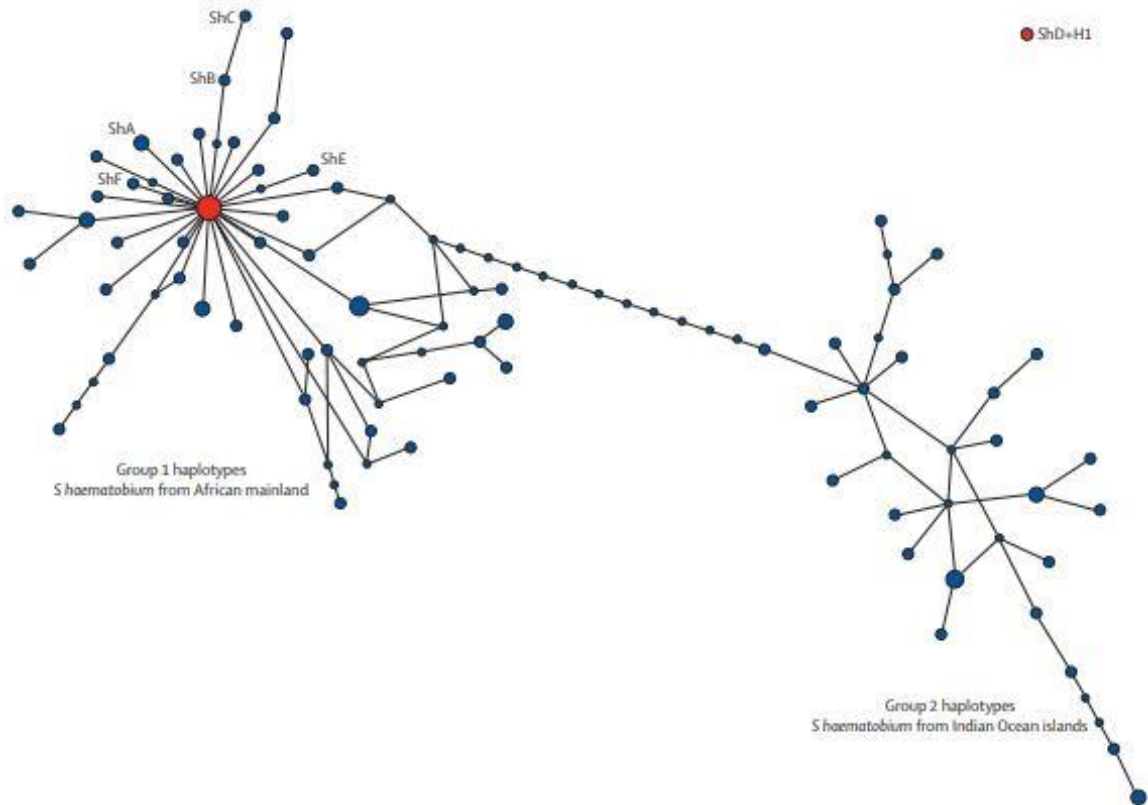 ShC
ShD+H1
ShB
ShA
ShE
ShF
Group 1 haplotypes
S haematobium from African mainland
Group 2 haplotypes
S haematobium from Indian Ocean islands